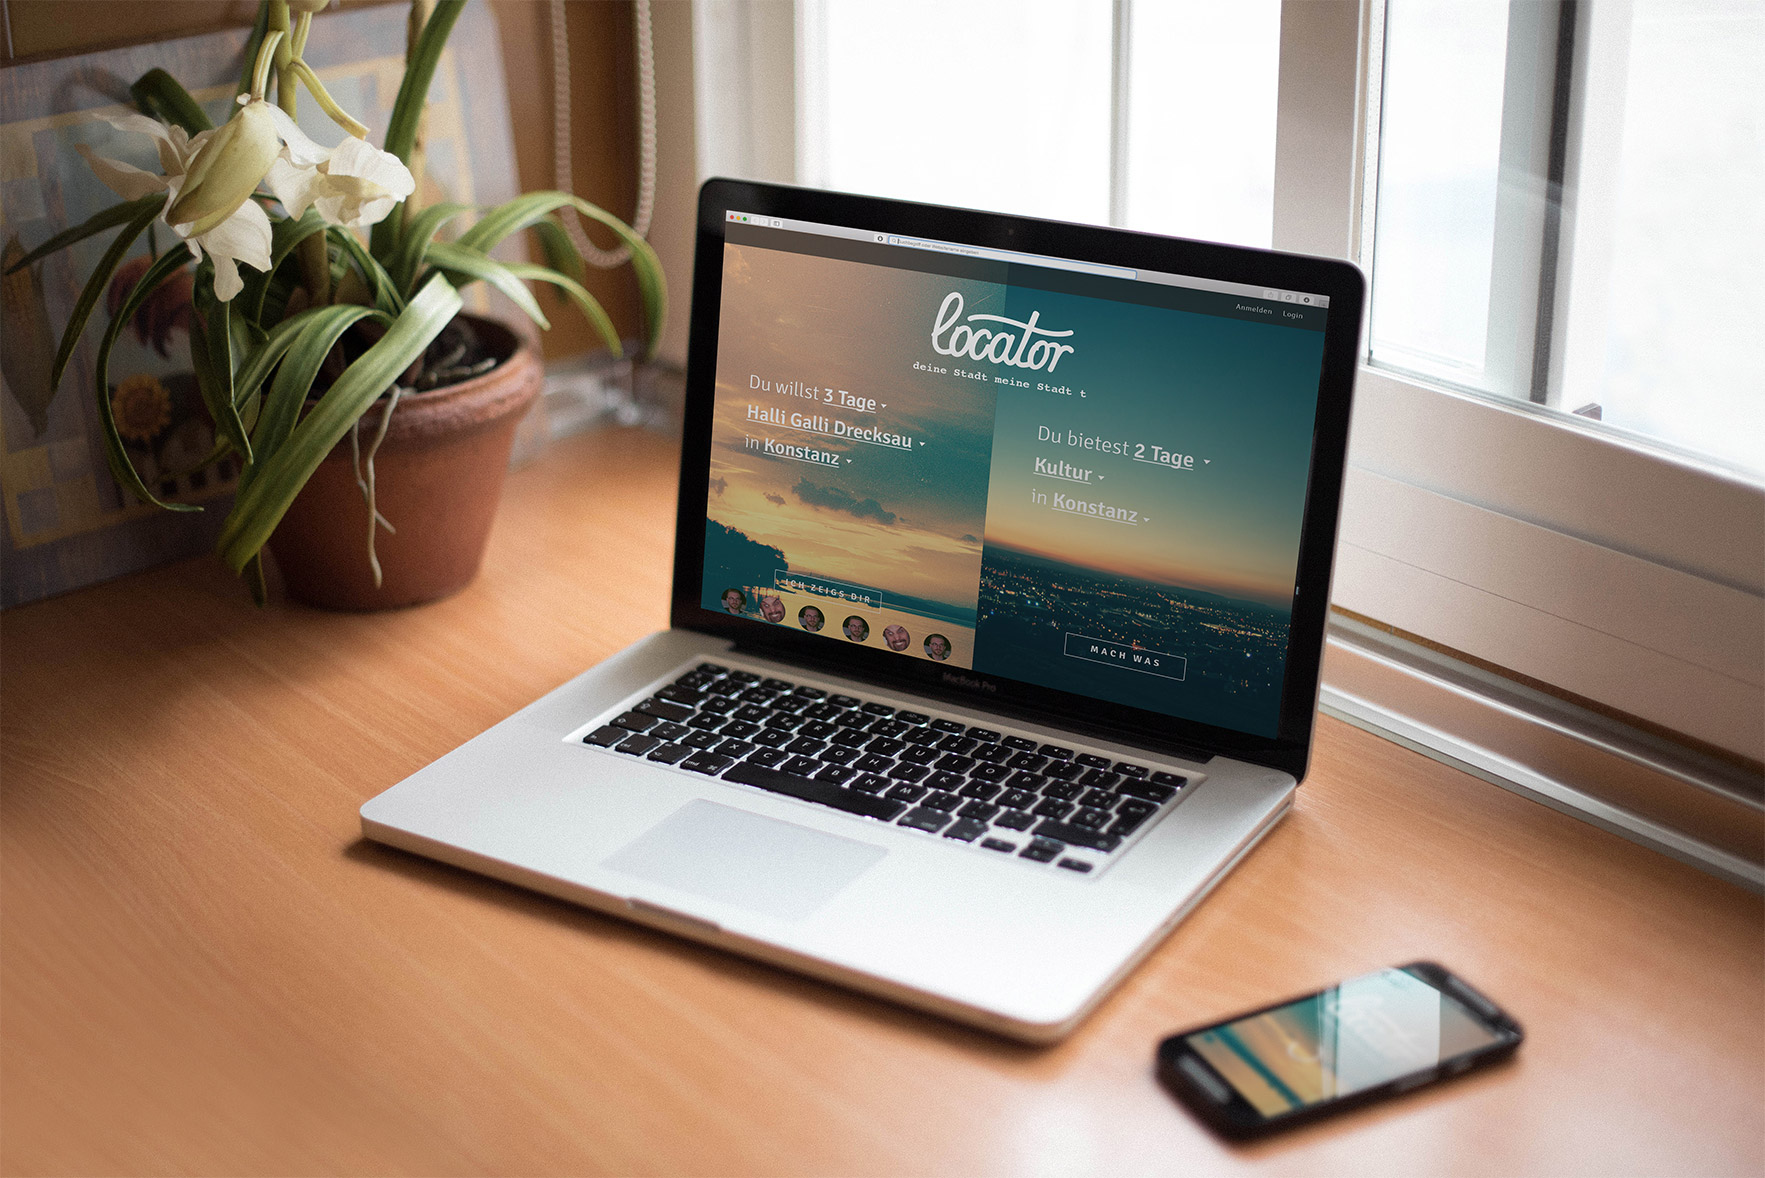 Anmelden Login
locator
deine Stadt meine Stadt t
Du willst 3 Tage
Halli Galli Drecksau
in Konstanz
Du bietest 2 Tage
Kultur
in Konstanz
ICH ZEIGS DIR
MACH WAS
MacBook Pro